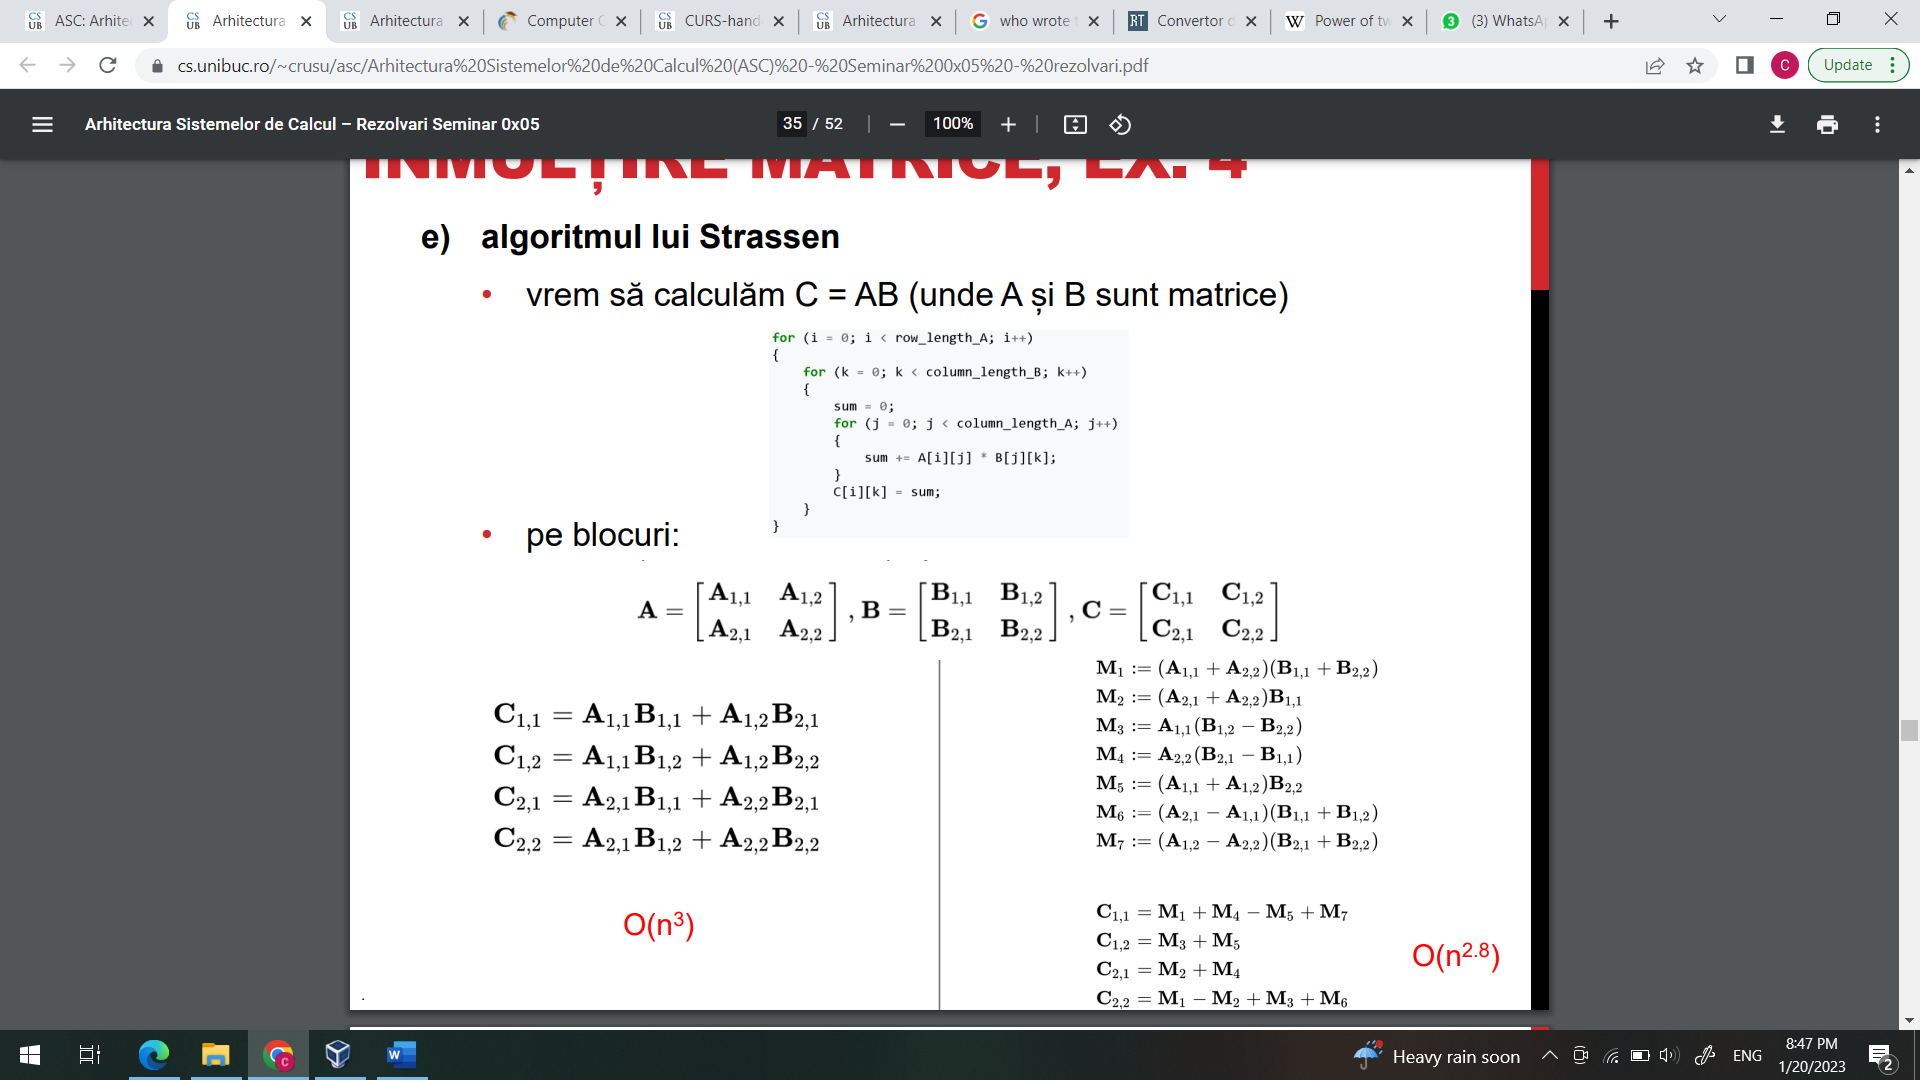 ASC: Arhite
Arhitectura
Arhitectura
Computer C
CURS-hand
Arhitectura
who wrote t
Convertor d
Power of tw
(3) WhatsA
cs.unibuc.ro/~crusu/asc/Arhitectura%20Sistemelor%20de%20Calcul%20(ASC)%20-%20Seminar%200x05%20-%20rezolvari.pdf
C
Update
Arhitectura Sistemelor de Calcul – Rezolvari Seminar 0x05
35 / 52
100%
ÎNMULȚIRE MATRICE, EX. 4
e) algoritmul lui Strassen
• vrem să calculăm C = AB (unde A și B sunt matrice)
for (i = 0; i < row_length_A; i++)
{
for (k = 0; k < column_length_B; k++)
{
sum = 0;
for (j = 0; j < column_length_A; j++)
{
sum += A[i][j] * B[j][k];
}
C[i][k] = sum;
}
}
• pe blocuri:
A = [A1,1 A1,2 A2,1 A2,2], B = [B1,1 B1,2 B2,1 B2,2], C = [C1,1 C1,2 C2,1 C2,2]
C1,1 = A1,1B1,1 + A1,2B2,1
C1,2 = A1,1B1,2 + A1,2B2,2
C2,1 = A2,1B1,1 + A2,2B2,1
C2,2 = A2,1B1,2 + A2,2B2,2
O(n³)
M1 := (A1,1 + A2,2)(B1,1 + B2,2)
M2 := (A2,1 + A2,2)B1,1
M3 := A1,1(B1,2 − B2,2)
M4 := A2,2(B2,1 − B1,1)
M5 := (A1,1 + A1,2)B2,2
M6 := (A2,1 − A1,1)(B1,1 + B1,2)
M7 := (A1,2 − A2,2)(B2,1 + B2,2)
C1,1 = M1 + M4 − M5 + M7
C1,2 = M3 + M5
C2,1 = M2 + M4
C2,2 = M1 − M2 + M3 + M6
O(n2.8)
Heavy rain soon
ENG
8:47 PM
1/20/2023
2